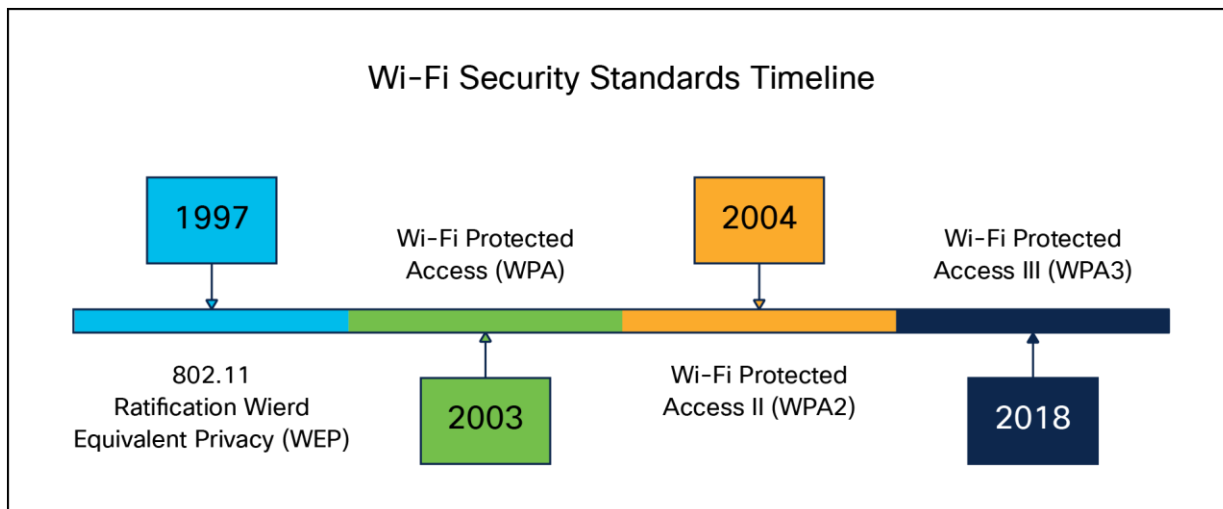 Wi-Fi Security Standards Timeline
1997
802.11
Ratification Wierd
Equivalent Privacy (WEP)
Wi-Fi Protected
Access (WPA)
2003
2004
Wi-Fi Protected
Access II (WPA2)
Wi-Fi Protected
Access III (WPA3)
2018